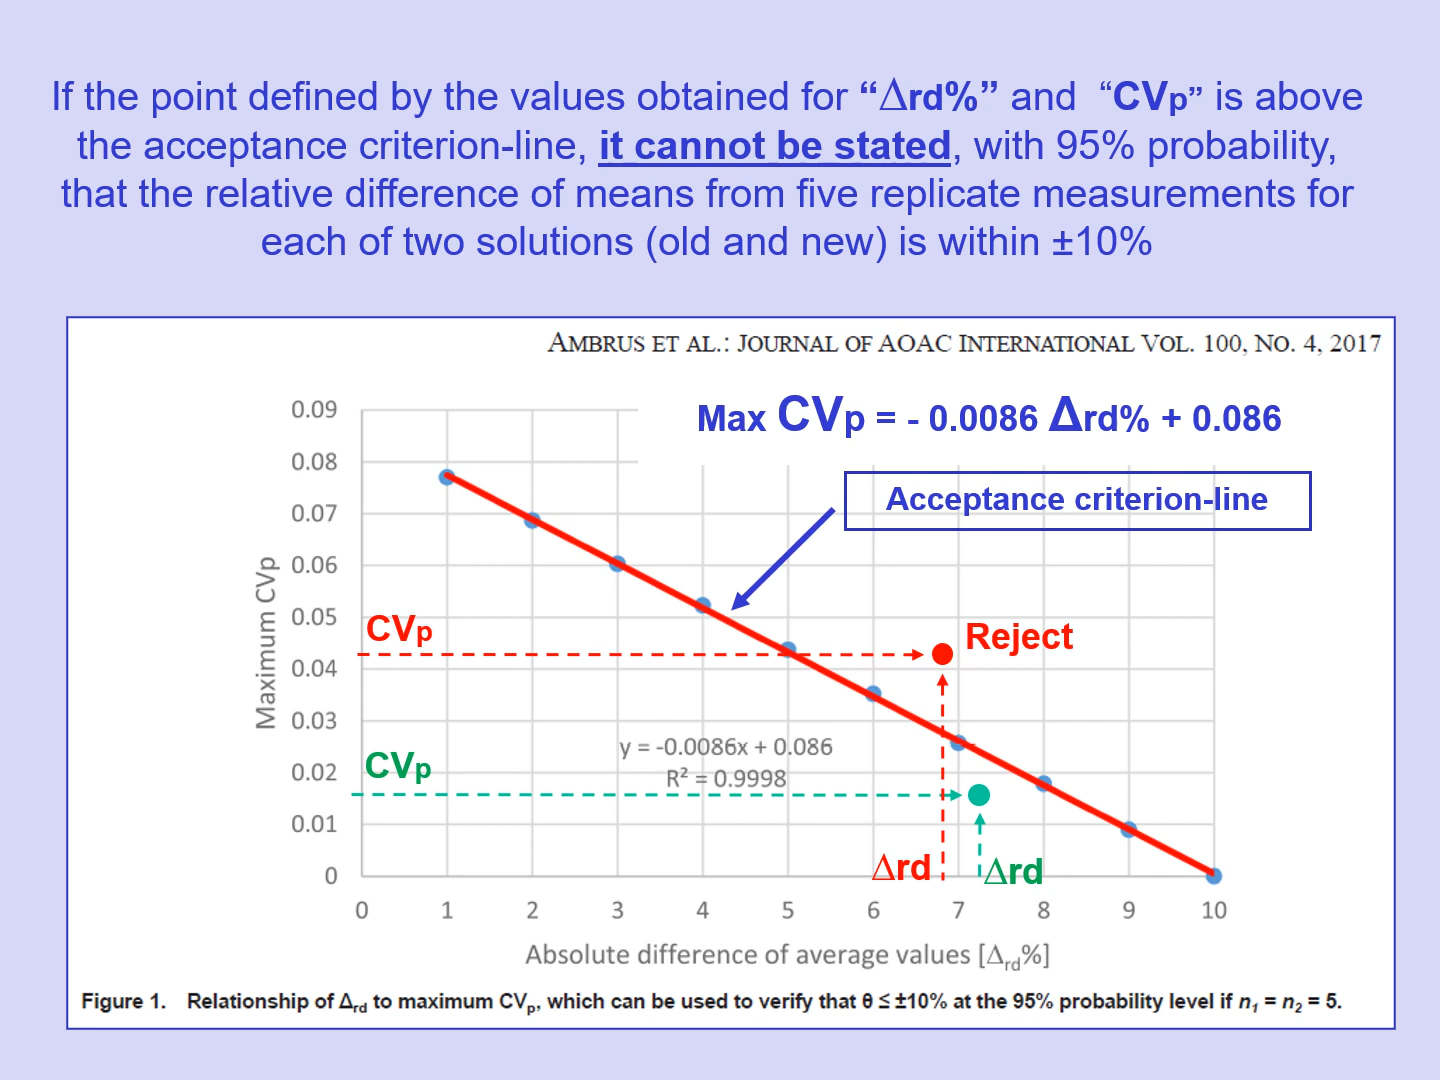 If the point defined by the values obtained for “Δrd%” and “CVp” is above
the acceptance criterion-line, it cannot be stated, with 95% probability,
that the relative difference of means from five replicate measurements for
each of two solutions (old and new) is within ±10%
AMBRUS ET AL.: JOURNAL OF AOAC INTERNATIONAL VOL. 100, NO. 4, 2017
Max CVp = - 0.0086 Δrd% + 0.086
Acceptance criterion-line
Maximum CVp
0.09
0.08
0.07
0.06
0.05
0.04
0.03
0.02
0.01
0
CVp
Reject
CVp
y = -0.0086x + 0.086
R² = 0.9998
Δrd
Δrd
0 1 2 3 4 5 6 7 8 9 10
Absolute difference of average values [Δrd%]
Figure 1. Relationship of Δrd to maximum CVp, which can be used to verify that θ ≤ ±10% at the 95% probability level if n1 = n2 = 5.